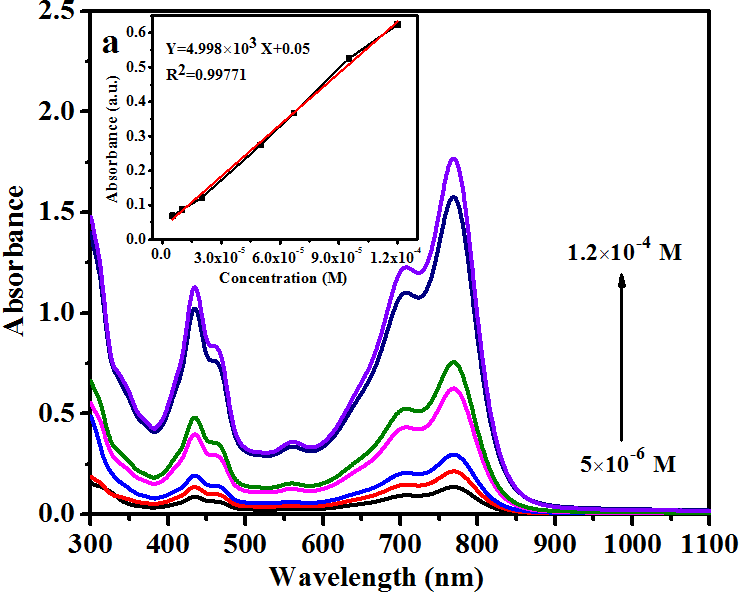 a
Y=4.998×10³ X+0.05
R²=0.99771
0.6
0.5
0.4
0.3
0.2
0.1
0.0
Absorbance (a.u.)
0.0 3.0x10⁻⁵ 6.0x10⁻⁵ 9.0x10⁻⁵ 1.2x10⁻⁴
Concentration (M)
2.5
2.0
1.5
1.0
0.5
0.0
Absorbance
1.2×10⁻⁴ M
5×10⁻⁶ M
300 400 500 600 700 800 900 1000 1100
Wavelength (nm)